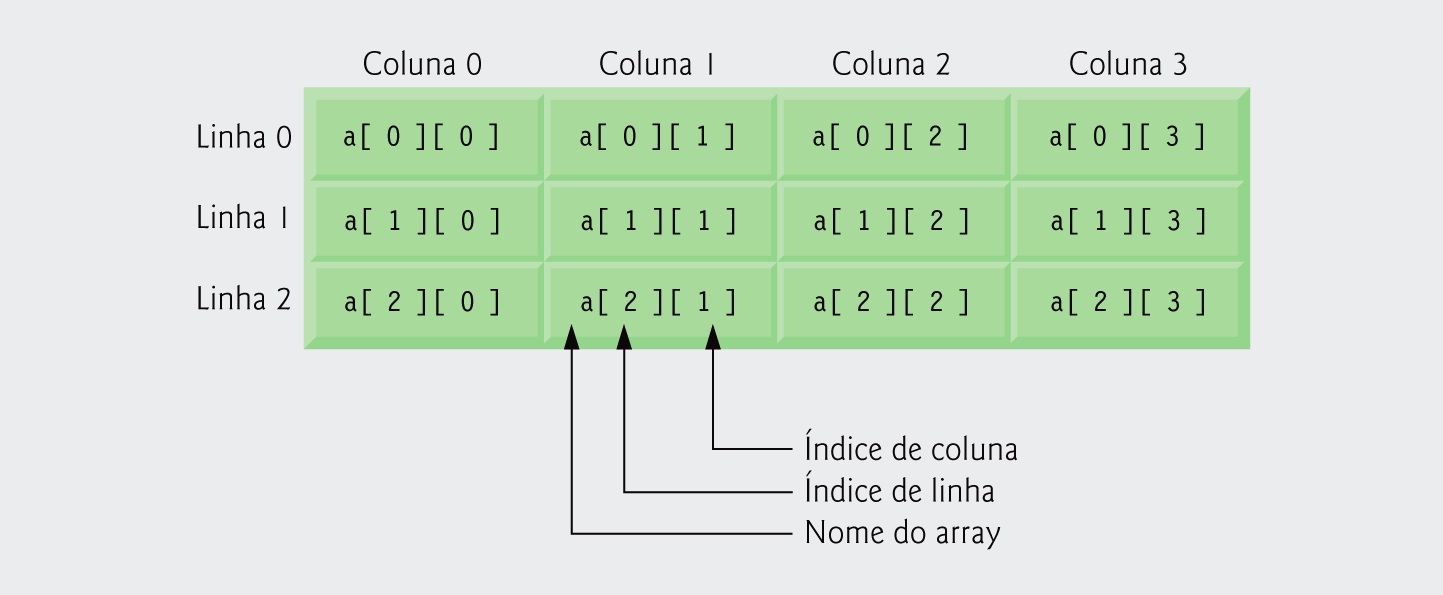 Coluna 0 Coluna 1 Coluna 2 Coluna 3
Linha 0 a[ 0 ][ 0 ] a[ 0 ][ 1 ] a[ 0 ][ 2 ] a[ 0 ][ 3 ]
Linha 1 a[ 1 ][ 0 ] a[ 1 ][ 1 ] a[ 1 ][ 2 ] a[ 1 ][ 3 ]
Linha 2 a[ 2 ][ 0 ] a[ 2 ][ 1 ] a[ 2 ][ 2 ] a[ 2 ][ 3 ]
Índice de coluna
Índice de linha
Nome do array